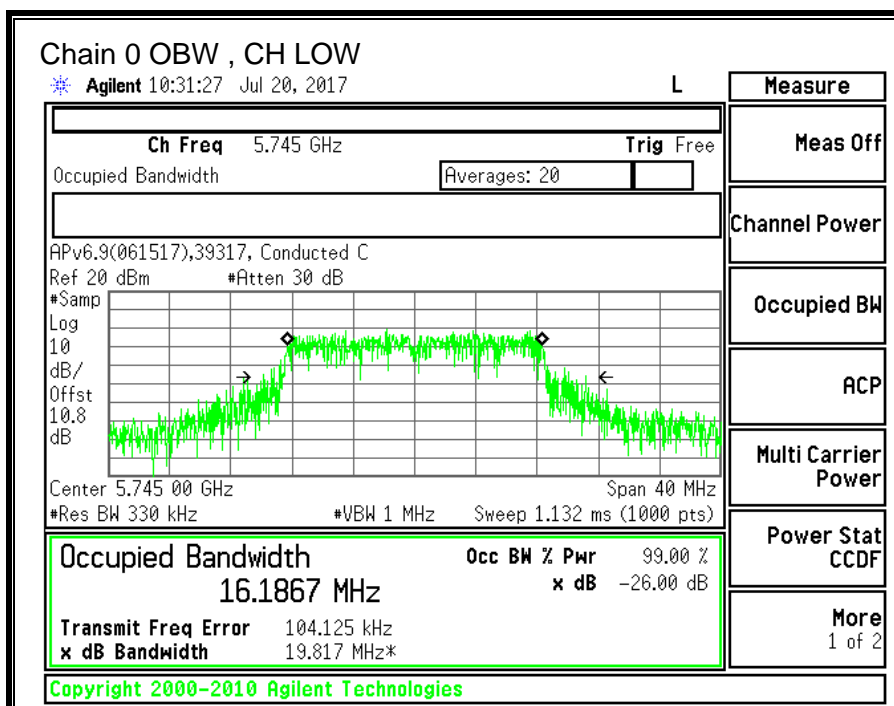 Chain 0 OBW , CH LOW
Agilent 10:31:27 Jul 20, 2017 L
Measure
Ch Freq 5.745 GHz Trig Free
Occupied Bandwidth Averages: 20
APv6.9(061517),39317, Conducted C
Ref 20 dBm #Atten 30 dB
#Samp
Log
10
dB/
Offst
10.8
dB
Center 5.745 00 GHz Span 40 MHz
#Res BW 330 kHz #VBW 1 MHz Sweep 1.132 ms (1000 pts)
Occupied Bandwidth Occ BW % Pwr 99.00 %
16.1867 MHz x dB -26.00 dB
Transmit Freq Error 104.125 kHz
x dB Bandwidth 19.817 MHz*
Copyright 2000-2010 Agilent Technologies
Meas Off
Channel Power
Occupied BW
ACP
Multi Carrier
Power
Power Stat
CCDF
More
1 of 2